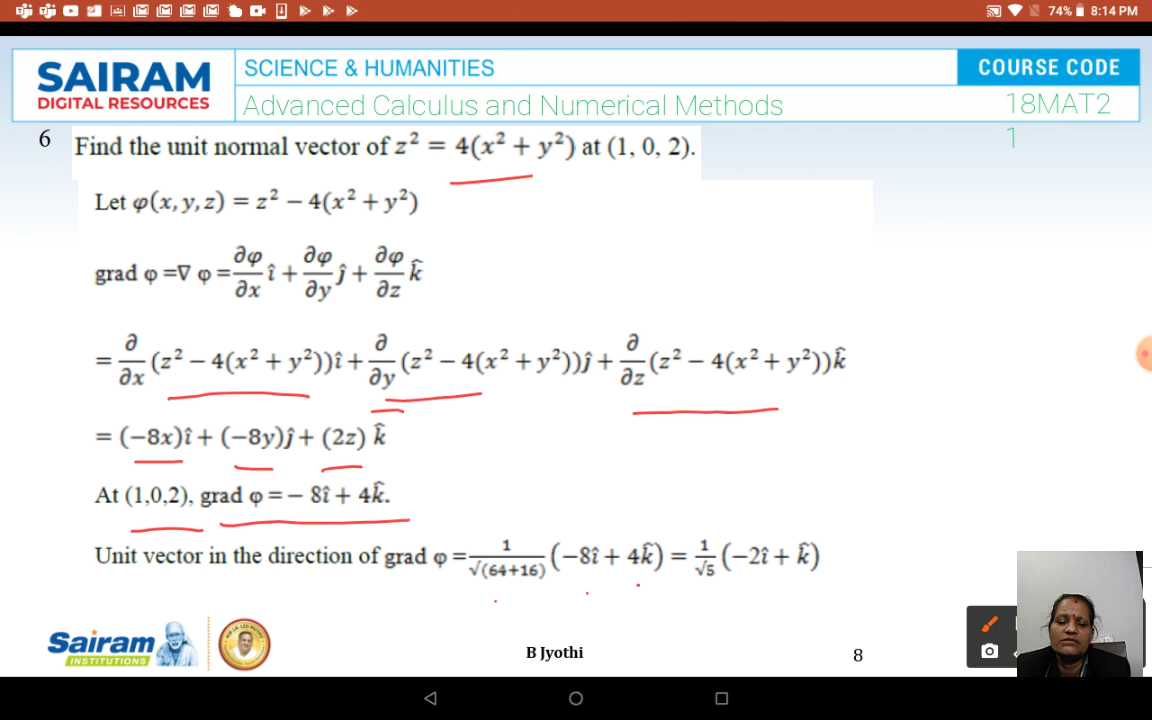 74% 8:14 PM
SAIRAM
DIGITAL RESOURCES
SCIENCE & HUMANITIES
COURSE CODE
Advanced Calculus and Numerical Methods
18MAT2
1
6 Find the unit normal vector of z² = 4(x² + y²) at (1, 0, 2).
Let φ(x, y, z) = z² − 4(x² + y²)
grad φ =∇ φ = ∂φ/∂x î + ∂φ/∂y ĵ + ∂φ/∂z k̂
= ∂/∂x (z² − 4(x² + y²))î + ∂/∂y (z² − 4(x² + y²))ĵ + ∂/∂z (z² − 4(x² + y²))k̂
= (−8x)î + (−8y)ĵ + (2z) k̂
At (1,0,2), grad φ = − 8î + 4k̂.
Unit vector in the direction of grad φ = 1/√(64+16) (−8î + 4k̂) = 1/√5 (−2î + k̂)
Sairam
INSTITUTIONS
B Jyothi
8